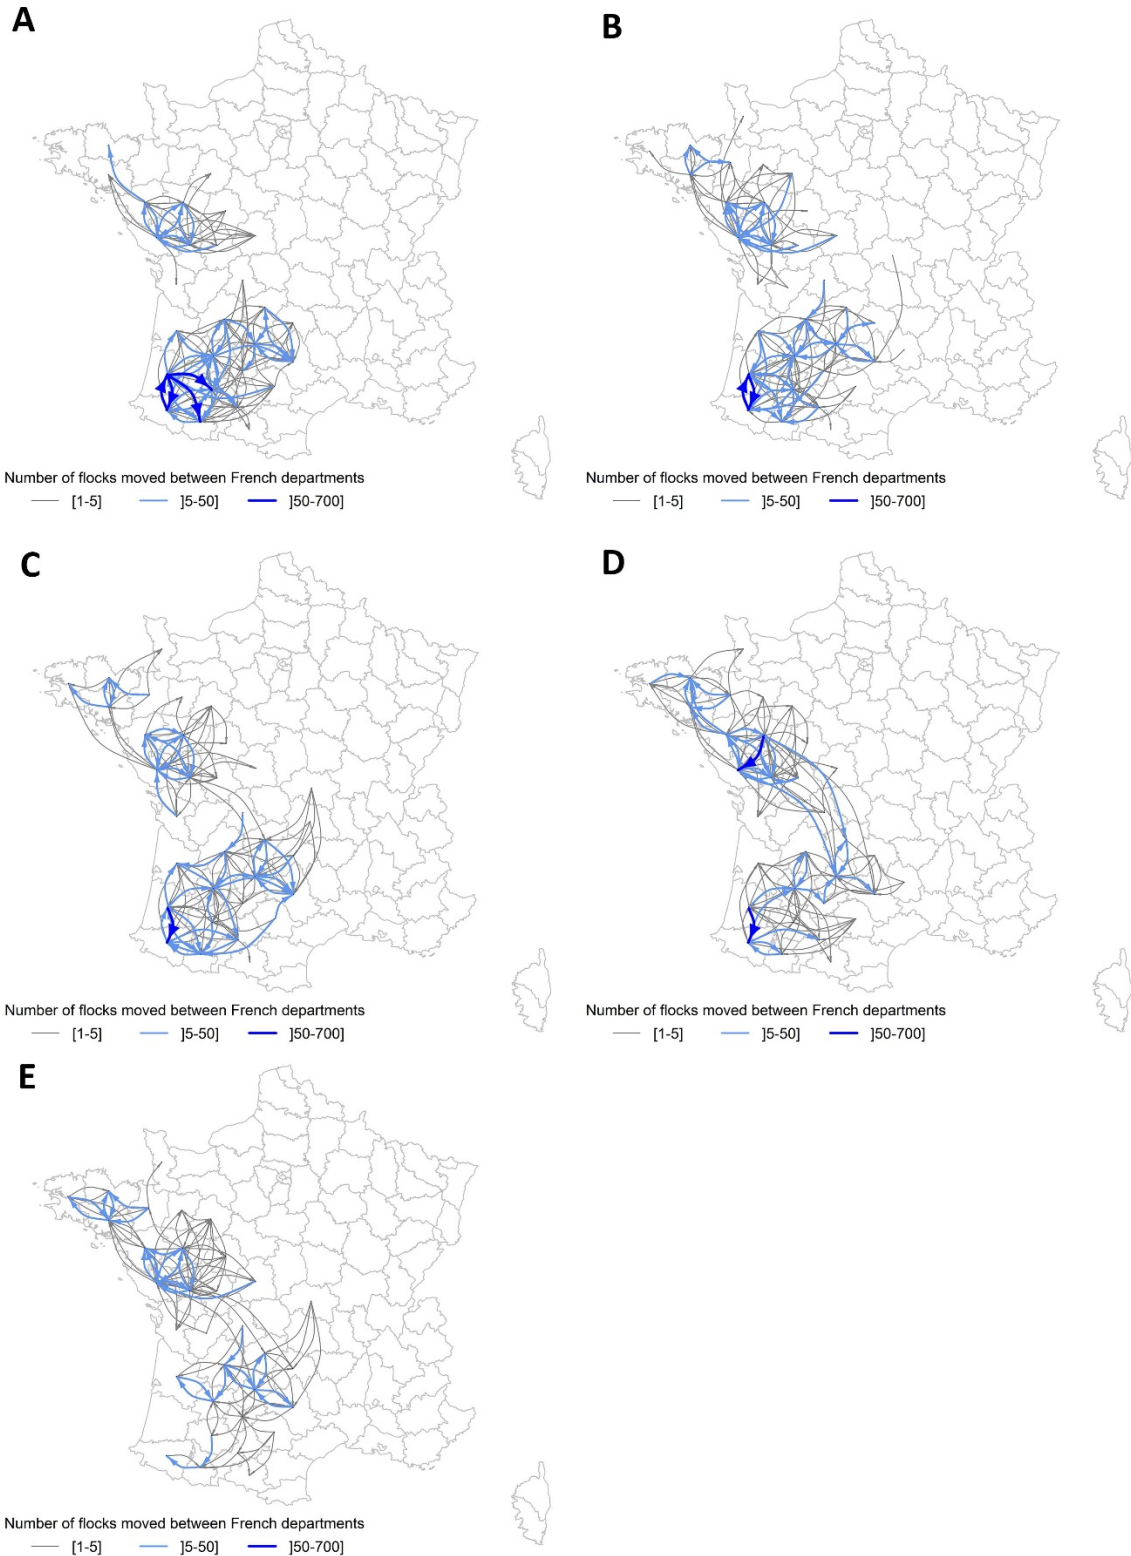 A
B
Number of flocks moved between French departments
[1-5] ]5-50] ]50-700]
Number of flocks moved between French departments
[1-5] ]5-50] ]50-700]
C
D
Number of flocks moved between French departments
[1-5] ]5-50] ]50-700]
Number of flocks moved between French departments
[1-5] ]5-50] ]50-700]
E
Number of flocks moved between French departments
[1-5] ]5-50] ]50-700]